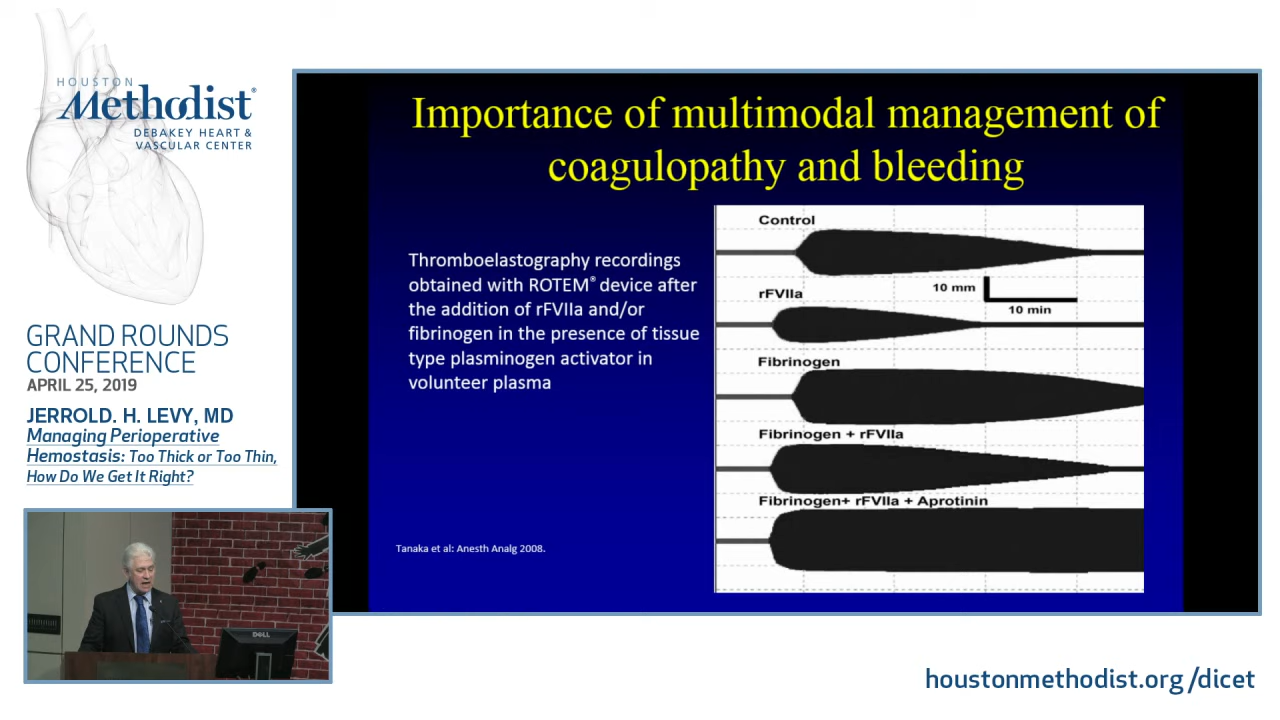 HOUSTON
Methodist®
DEBAKEY HEART &
VASCULAR CENTER
GRAND ROUNDS
CONFERENCE
APRIL 25, 2019
JERROLD. H. LEVY, MD
Managing Perioperative
Hemostasis: Too Thick or Too Thin,
How Do We Get It Right?
Importance of multimodal management of
coagulopathy and bleeding
Thromboelastography recordings
obtained with ROTEM® device after
the addition of rFVIIa and/or
fibrinogen in the presence of tissue
type plasminogen activator in
volunteer plasma
Tanaka et al: Anesth Analg 2008.
Control
10 mm
10 min
rFVIIa
Fibrinogen
Fibrinogen + rFVIIa
Fibrinogen+ rFVIIa + Aprotinin
DELL
houstonmethodist.org/dicet